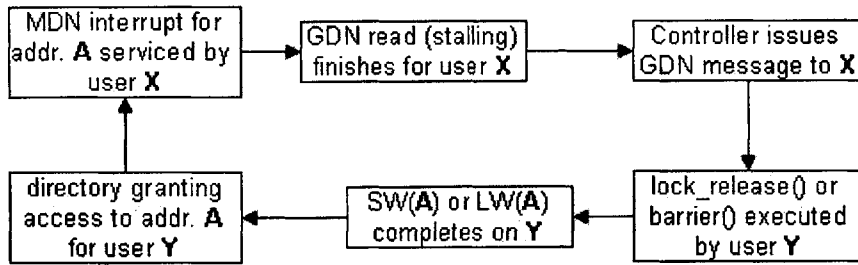 MDN interrupt for
addr. A serviced by
user X
GDN read (stalling)
finishes for user X
Controller issues
GDN message to X
directory granting
access to addr. A
for user Y
SW(A) or LW(A)
completes on Y
lock_release() or
barrier() executed
by user Y